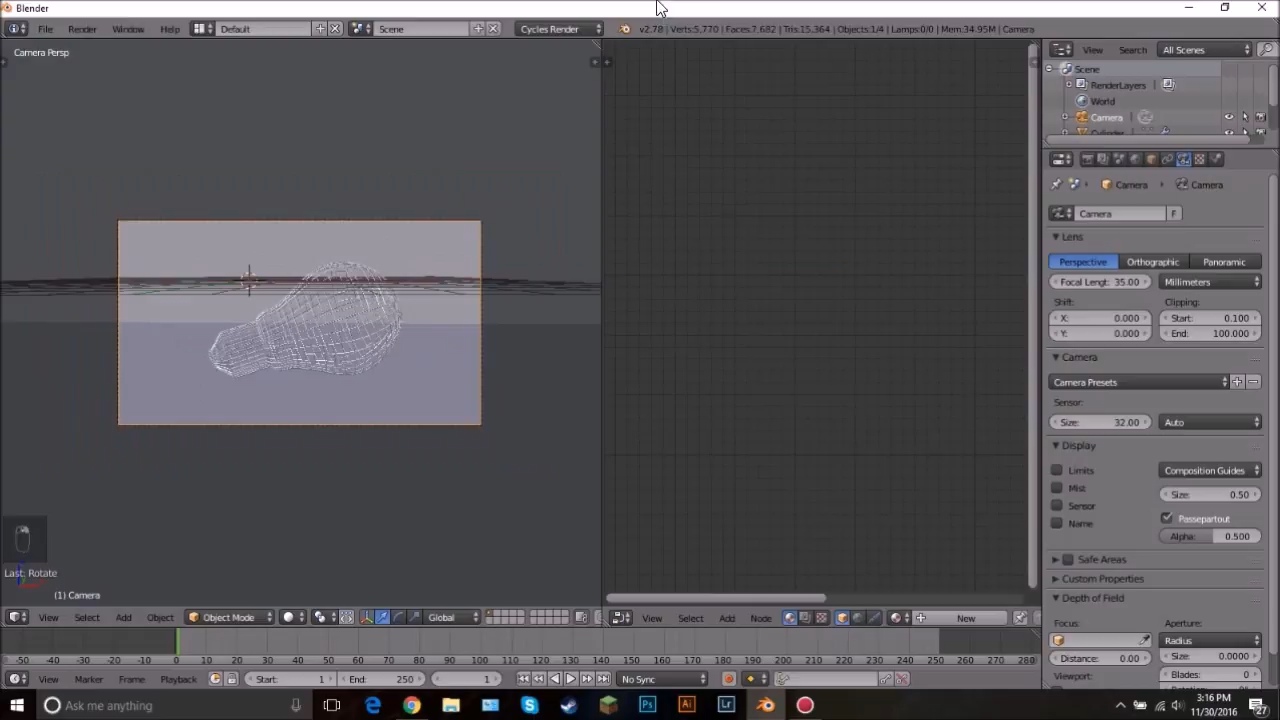 Blender
File Render Window Help Default Scene Cycles Render v2.78 | Verts:5,770 | Faces:7,682 | Tris:15,364 | Objects:1/4 | Lamps:0/0 | Mem:34.95M | Camera
Camera Persp
View Search All Scenes
Scene
RenderLayers
World
Camera
Cylinder
Camera Camera
Camera F
Lens
Perspective Orthographic Panoramic
Focal Lengt: 35.00 Millimeters
Shift: Clipping:
X: 0.000 Start: 0.100
Y: 0.000 End: 100.000
Camera
Camera Presets
Sensor:
Size: 32.00 Auto
Display
Limits Composition Guides
Mist Size: 0.50
Sensor Passepartout
Name Alpha: 0.500
Safe Areas
Custom Properties
Depth of Field
Focus: Aperture:
Radius
Distance: 0.00 Size: 0.0000
Viewport: Blades: 0
Last: Rotate
(1) Camera
View Select Add Object Object Mode Global
View Select Add Node New
-50 -40 -30 -20 -10 0 10 20 30 40 50 60 70 80 90 100 110 120 130 140 150 160 170 180 190 200 210 220 230 240 250 260 270 280
View Marker Frame Playback Start: 1 End: 250 1 No Sync
Ask me anything
Ps Ai Lr
3:16 PM
11/30/2016
27